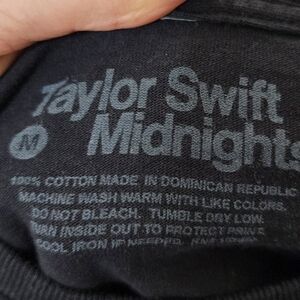 Taylor Swift
Midnights
M
100% COTTON MADE IN DOMINICAN REPUBLIC
MACHINE WASH WARM WITH LIKE COLORS.
DO NOT BLEACH. TUMBLE DRY LOW.
TURN INSIDE OUT TO PROTECT PRINT.
COOL IRON IF NEEDED.